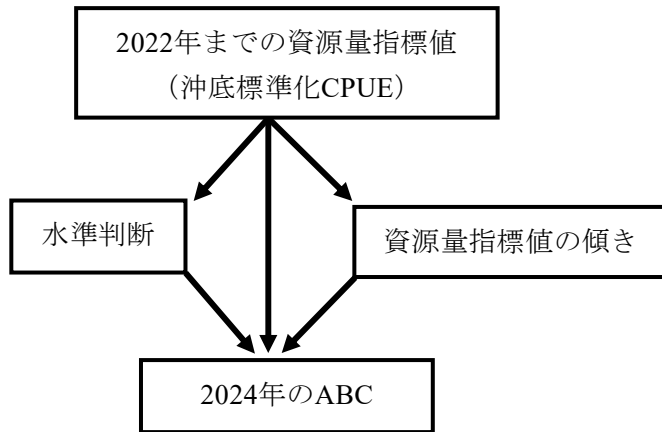 2022年までの資源量指標値
（沖底標準化CPUE）
水準判断
資源量指標値の傾き
2024年のABC